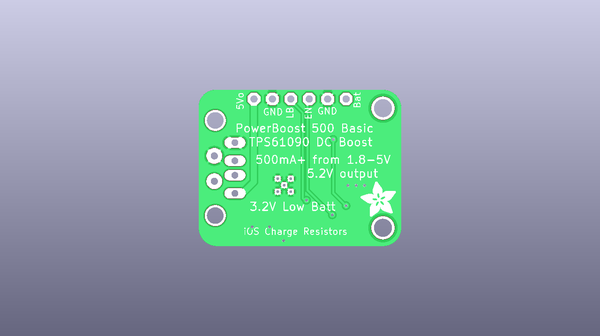 5Vo GND LB EN GND Bat
PowerBoost 500 Basic
TPS61090 DC Boost
500mA+ from 1.8-5V
5.2V output
3.2V Low Batt
iOS Charge Resistors